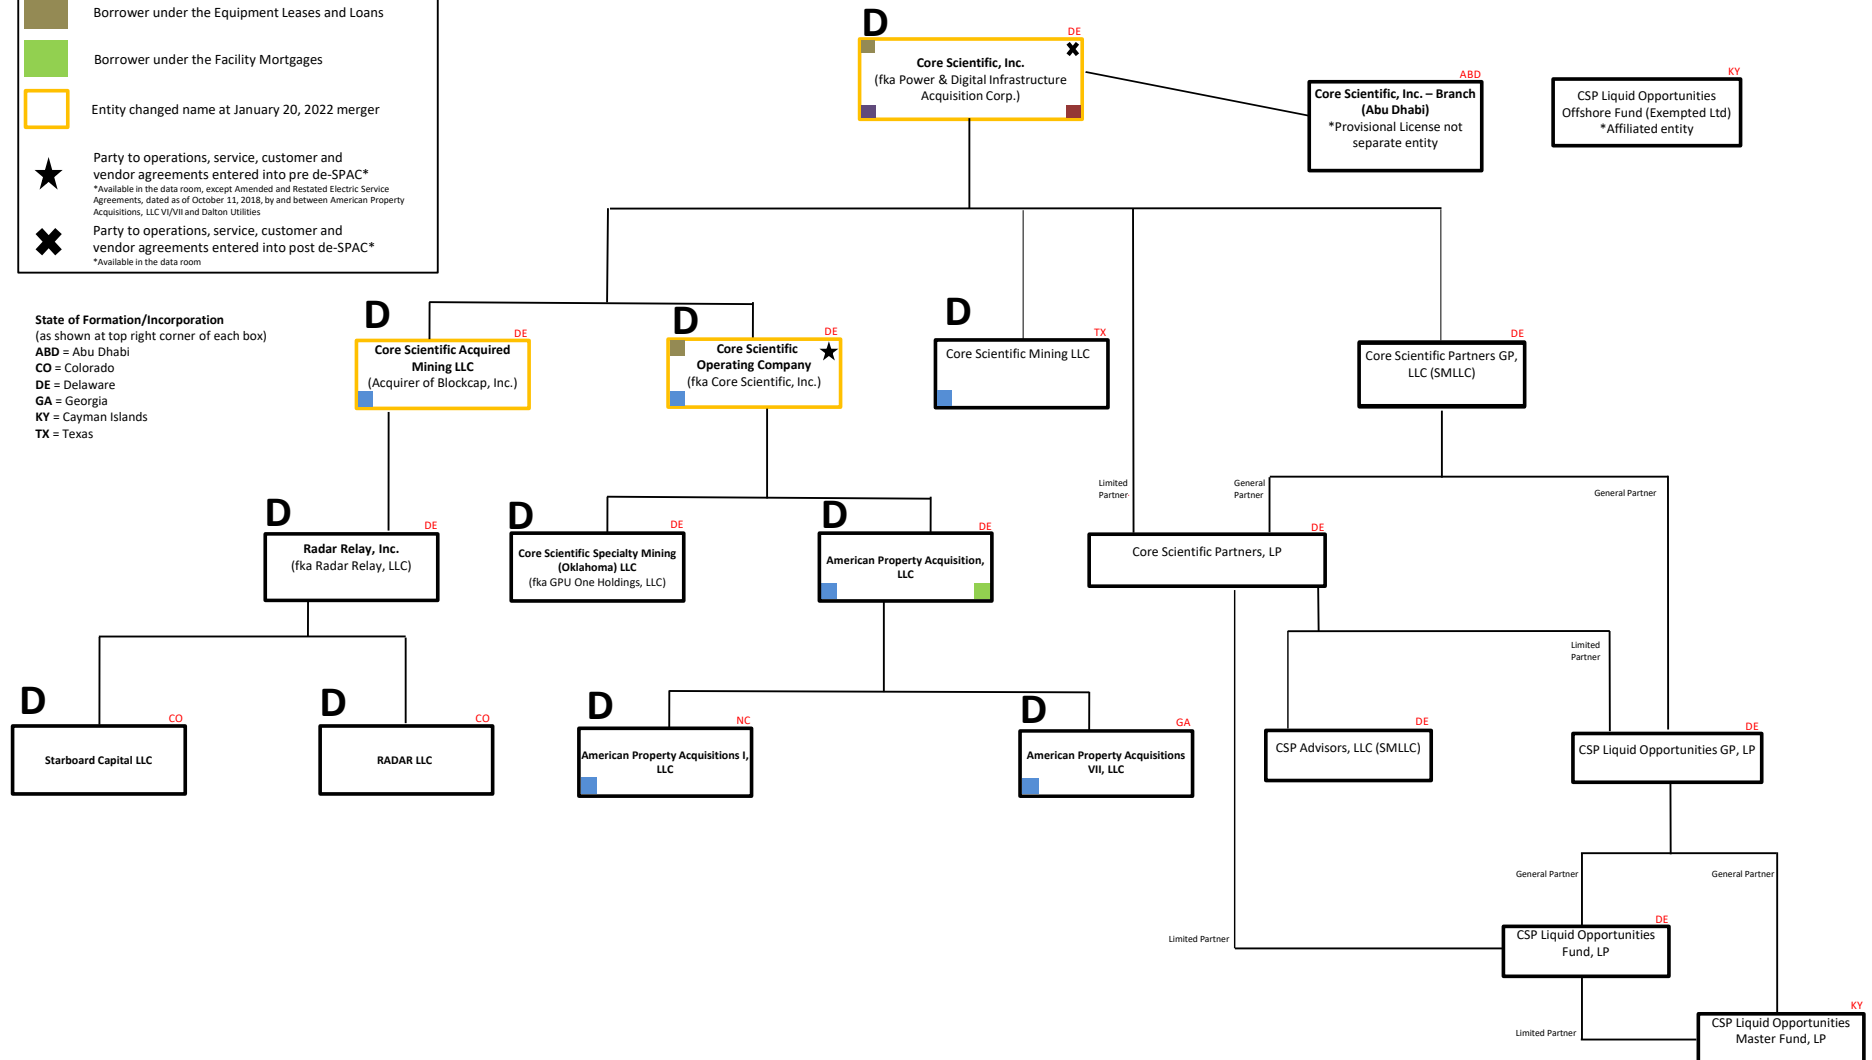 Borrower under the Equipment Leases and Loans
Borrower under the Facility Mortgages
Entity changed name at January 20, 2022 merger
Party to operations, service, customer and
vendor agreements entered into pre de-SPAC*
*Available in the data room, except Amended and Restated Electric Service
Agreements, dated as of October 11, 2018, by and between American Property
Acquisitions, LLC VI/VII and Dalton Utilities
Party to operations, service, customer and
vendor agreements entered into post de-SPAC*
*Available in the data room
State of Formation/Incorporation
(as shown at top right corner of each box)
ABD = Abu Dhabi
CO = Colorado
DE = Delaware
GA = Georgia
KY = Cayman Islands
TX = Texas
D
DE
Core Scientific, Inc.
(fka Power & Digital Infrastructure
Acquisition Corp.)
ABD
Core Scientific, Inc. – Branch
(Abu Dhabi)
*Provisional License not
separate entity
KY
CSP Liquid Opportunities
Offshore Fund (Exempted Ltd)
*Affiliated entity
D
DE
Core Scientific Acquired
Mining LLC
(Acquirer of Blockcap, Inc.)
D
DE
Core Scientific
Operating Company
(fka Core Scientific, Inc.)
D
TX
Core Scientific Mining LLC
DE
Core Scientific Partners GP,
LLC (SMLLC)
Limited
Partner
General
Partner
General Partner
D
DE
Radar Relay, Inc.
(fka Radar Relay, LLC)
D
DE
Core Scientific Specialty Mining
(Oklahoma) LLC
(fka GPU One Holdings, LLC)
D
DE
American Property Acquisition,
LLC
DE
Core Scientific Partners, LP
Limited
Partner
D
CO
Starboard Capital LLC
D
CO
RADAR LLC
D
NC
American Property Acquisitions I,
LLC
D
GA
American Property Acquisitions
VII, LLC
DE
CSP Advisors, LLC (SMLLC)
DE
CSP Liquid Opportunities GP, LP
General Partner
General Partner
Limited Partner
DE
CSP Liquid Opportunities
Fund, LP
Limited Partner
KY
CSP Liquid Opportunities
Master Fund, LP